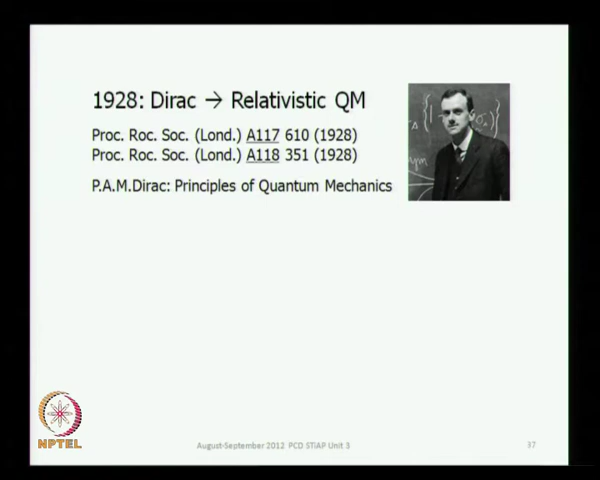 1928: Dirac → Relativistic QM
Proc. Roc. Soc. (Lond.) A117 610 (1928)
Proc. Roc. Soc. (Lond.) A118 351 (1928)
P.A.M.Dirac: Principles of Quantum Mechanics
NPTEL
August-September 2012 PCD STIAP Unit 3
37